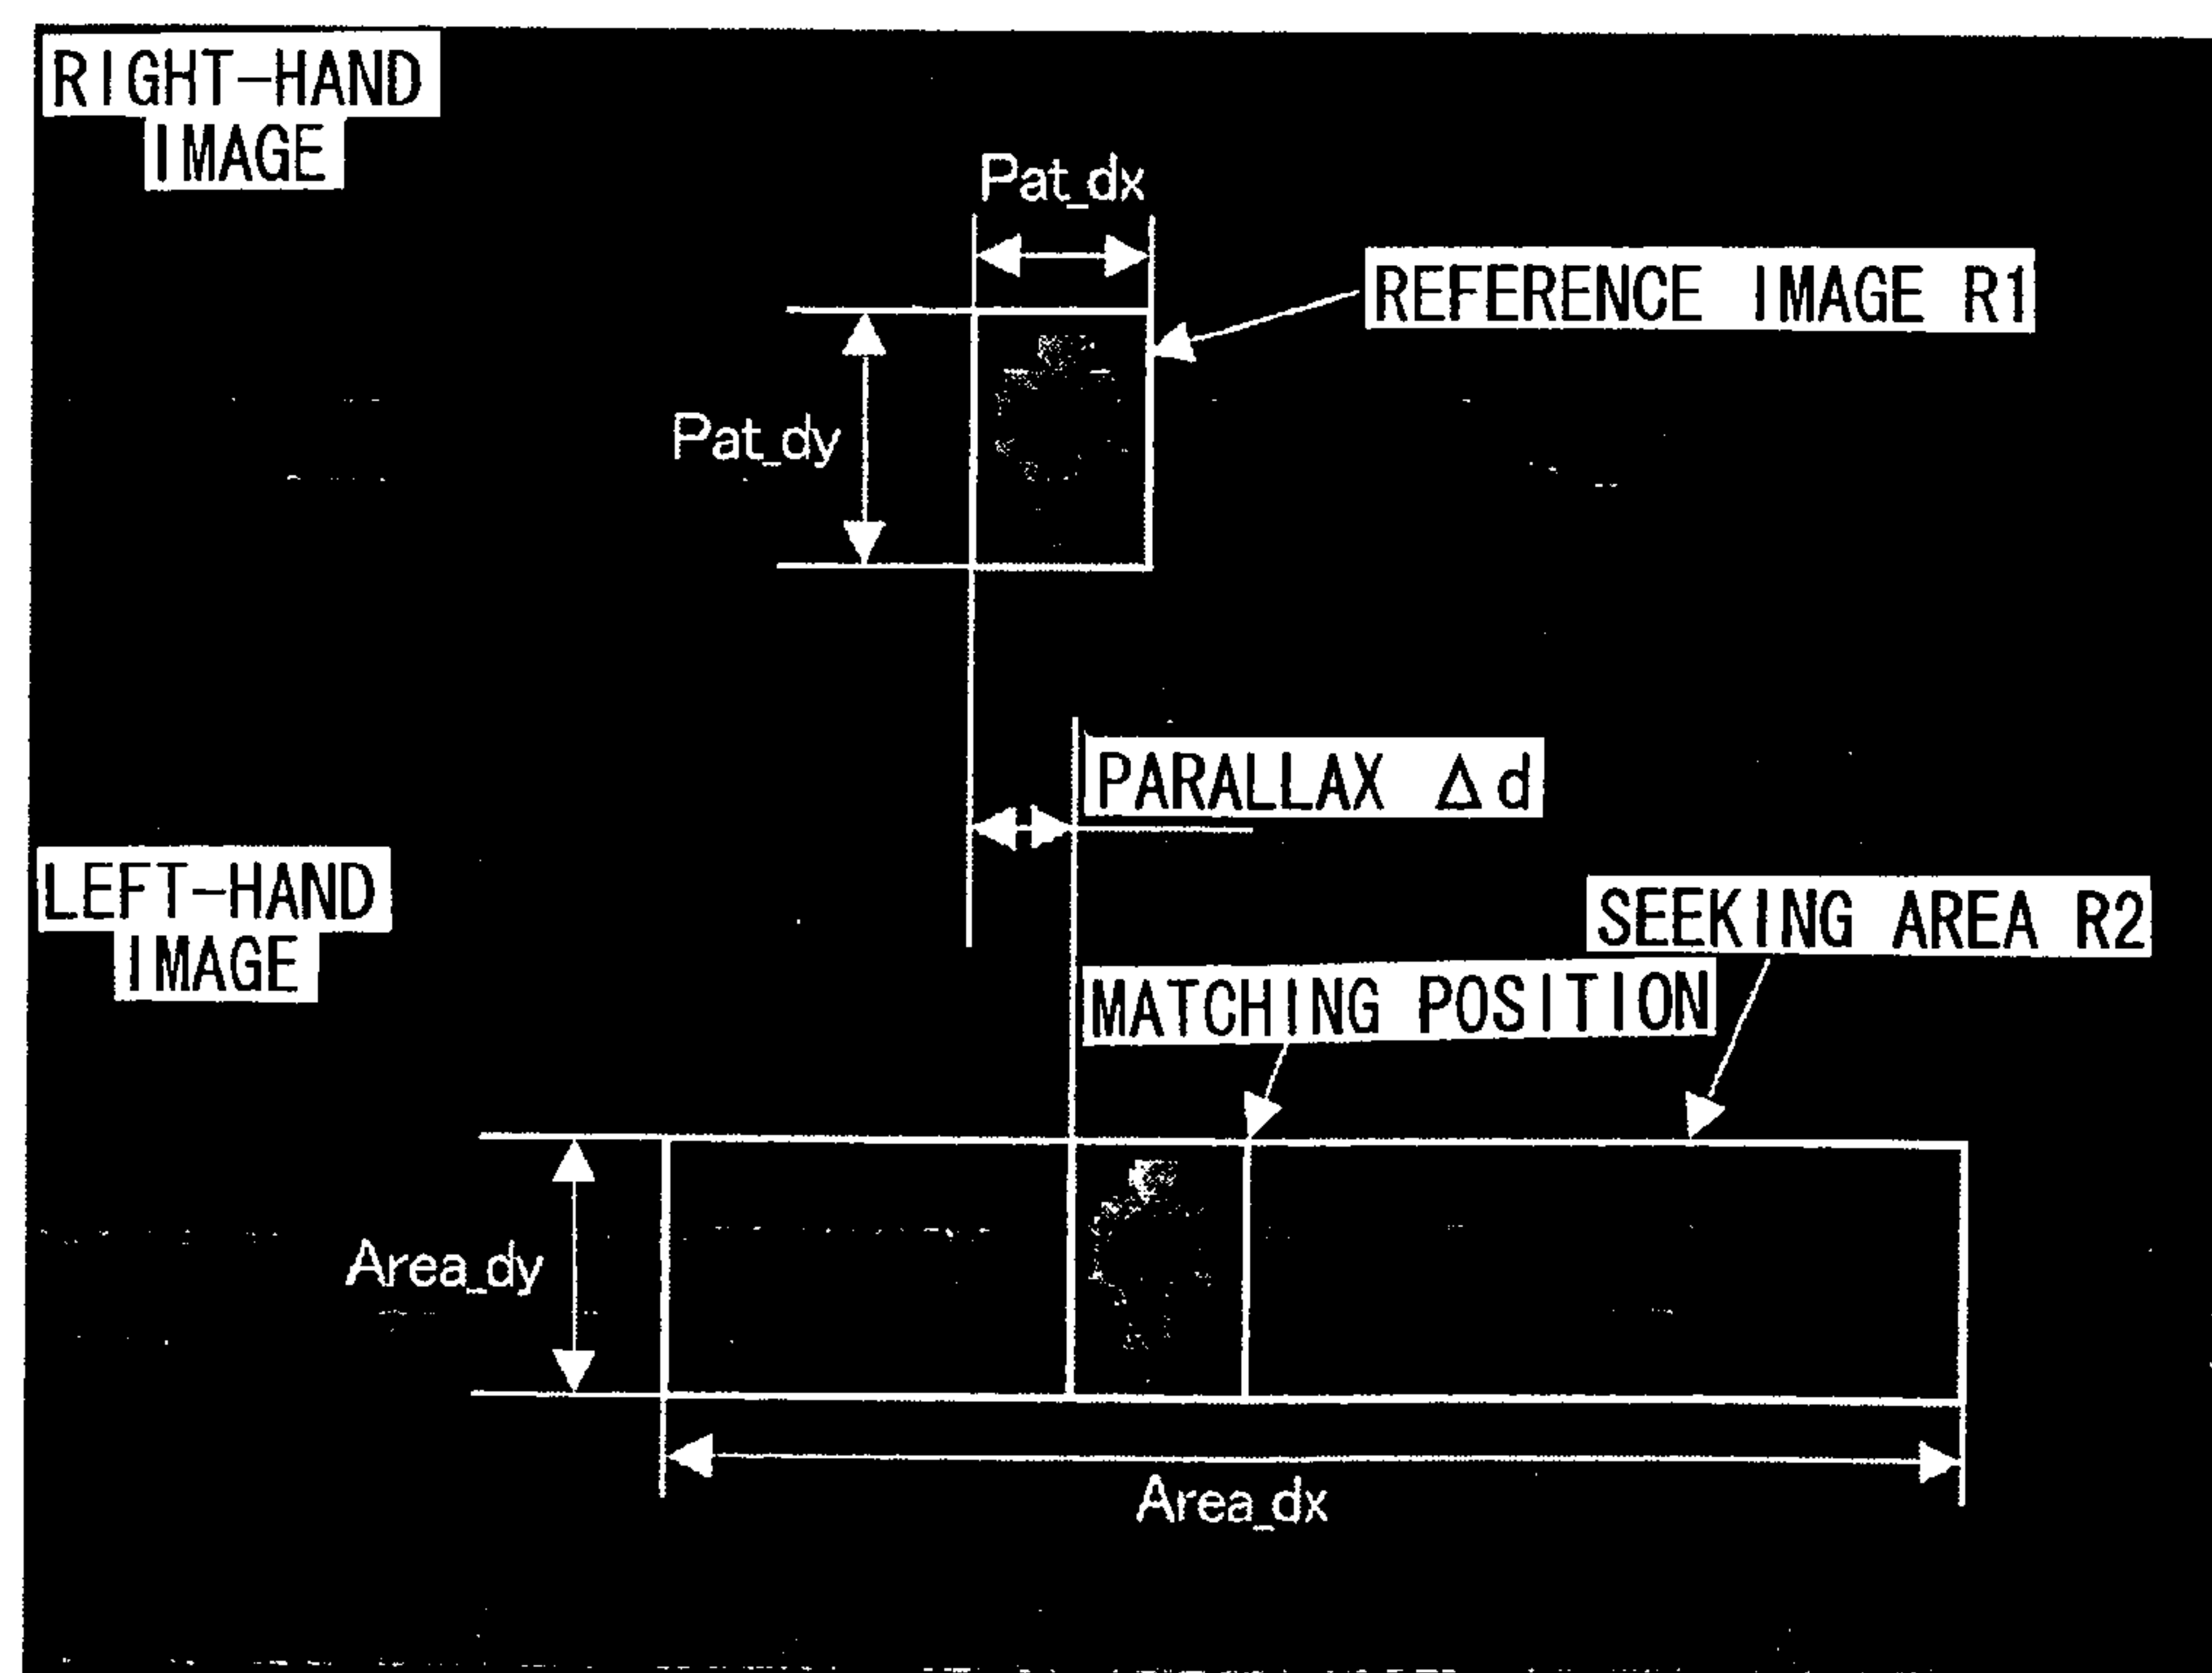 RIGHT-HAND
IMAGE
Pat_dx
REFERENCE IMAGE R1
Pat_dy
PARALLAX Δd
LEFT-HAND
IMAGE
SEEKING AREA R2
MATCHING POSITION
Area_dy
Area_dx